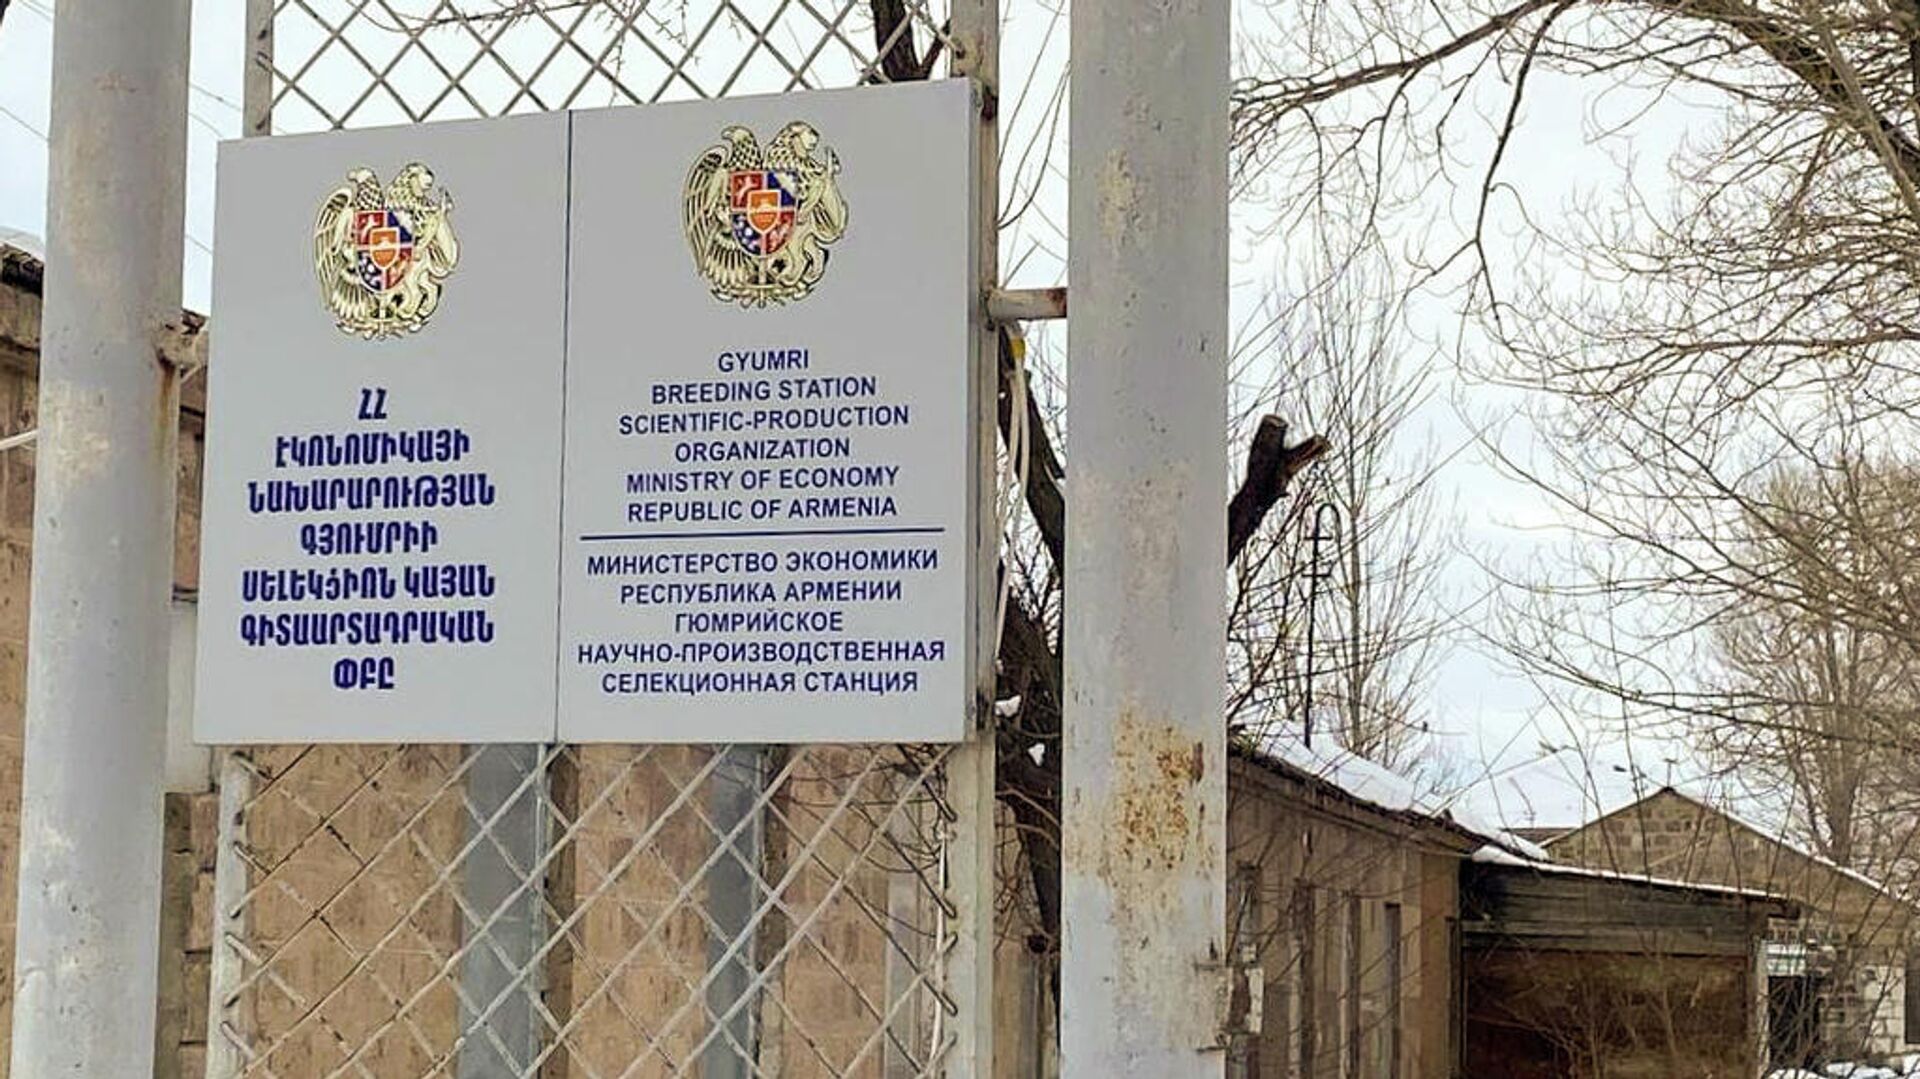 ՀՀ
ԷԿՈՆՈՄԻԿԱՅԻ
ՆԱԽԱՐԱՐՈՒԹՅԱՆ
ԳՅՈՒՄՐԻԻ
ՍԵԼԵԿՑԻՈՆ ԿԱՅԱՆ
ԳԻՏԱԱՐՏԱԴՐԱԿԱՆ
ՓԲԸ
GYUMRI
BREEDING STATION
SCIENTIFIC-PRODUCTION
ORGANIZATION
MINISTRY OF ECONOMY
REPUBLIC OF ARMENIA
МИНИСТЕРСТВО ЭКОНОМИКИ
РЕСПУБЛИКА АРМЕНИИ
ГЮМРИЙСКОЕ
НАУЧНО-ПРОИЗВОДСТВЕННАЯ
СЕЛЕКЦИОННАЯ СТАНЦИЯ